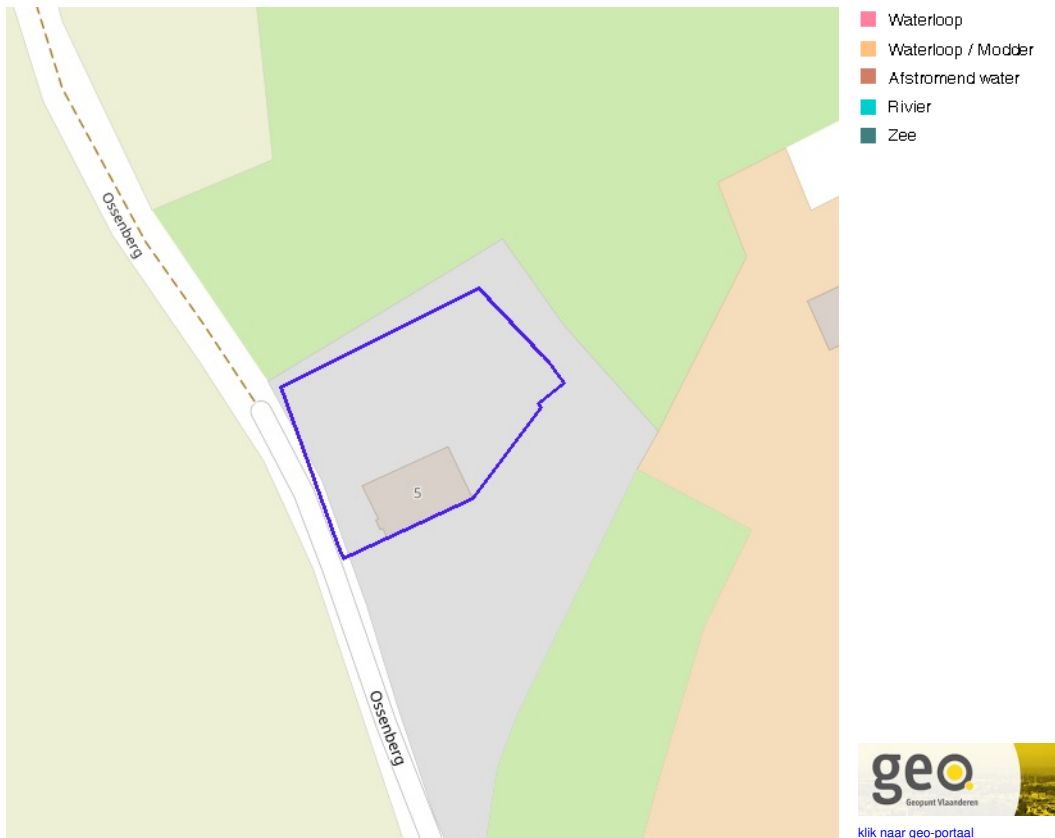 Waterloop
Waterloop / Modder
Afstromend water
Rivier
Zee
Ossenberg
5
Ossenberg
geo.
Geopunt Vlaanderen
klik naar geo-portaal